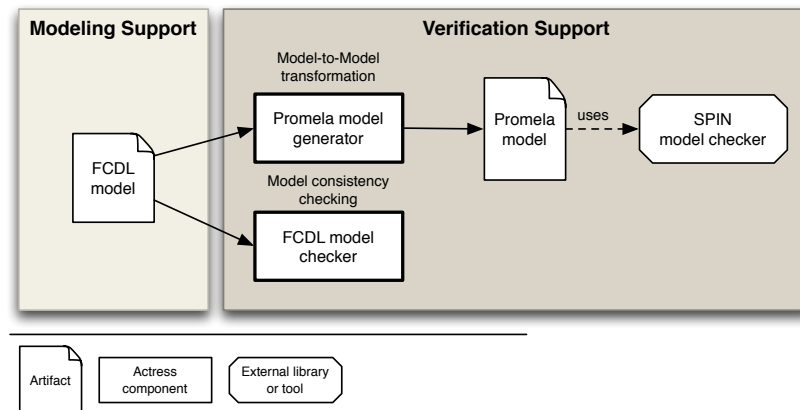 Modeling Support
Verification Support
Model-to-Model
transformation
Promela model
generator
Promela
model
uses
SPIN
model checker
FCDL
model
Model consistency
checking
FCDL model
checker
Artifact
Actress
component
External library
or tool